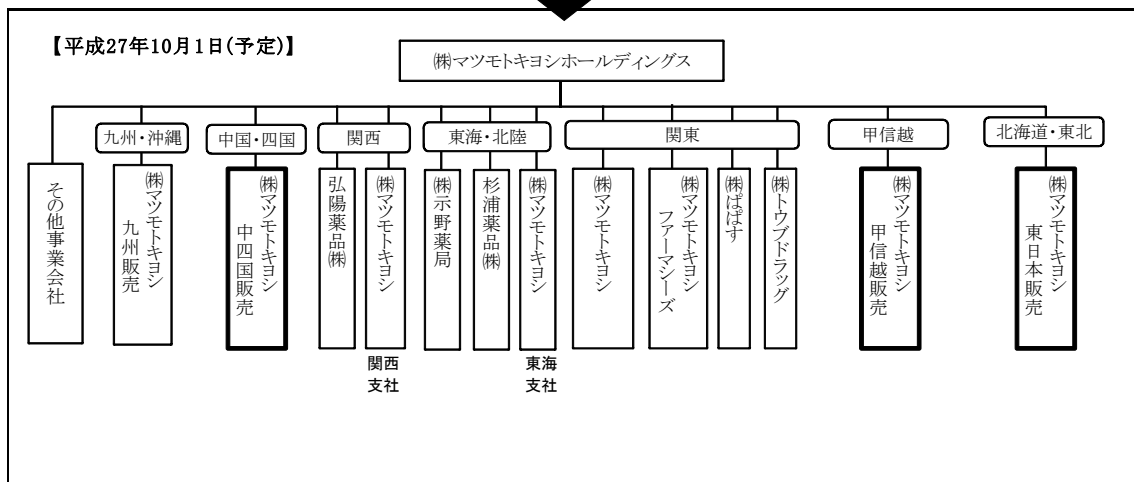 【平成27年10月1日(予定)】
㈱マツモトキヨシホールディングス
九州・沖縄
中国・四国
関西
東海・北陸
関東
甲信越
北海道・東北
その他事業会社
㈱マツモトキヨシ
九州販売
㈱マツモトキヨシ
中四国販売
弘陽薬品㈱
㈱マツモトキヨシ
㈱示野薬局
杉浦薬品㈱
㈱マツモトキヨシ
㈱マツモトキヨシ
㈱マツモトキヨシ
ファーマシーズ
㈱ぱぱす
㈱トウブドラッグ
㈱マツモトキヨシ
甲信越販売
㈱マツモトキヨシ
東日本販売
関西
支社
東海
支社